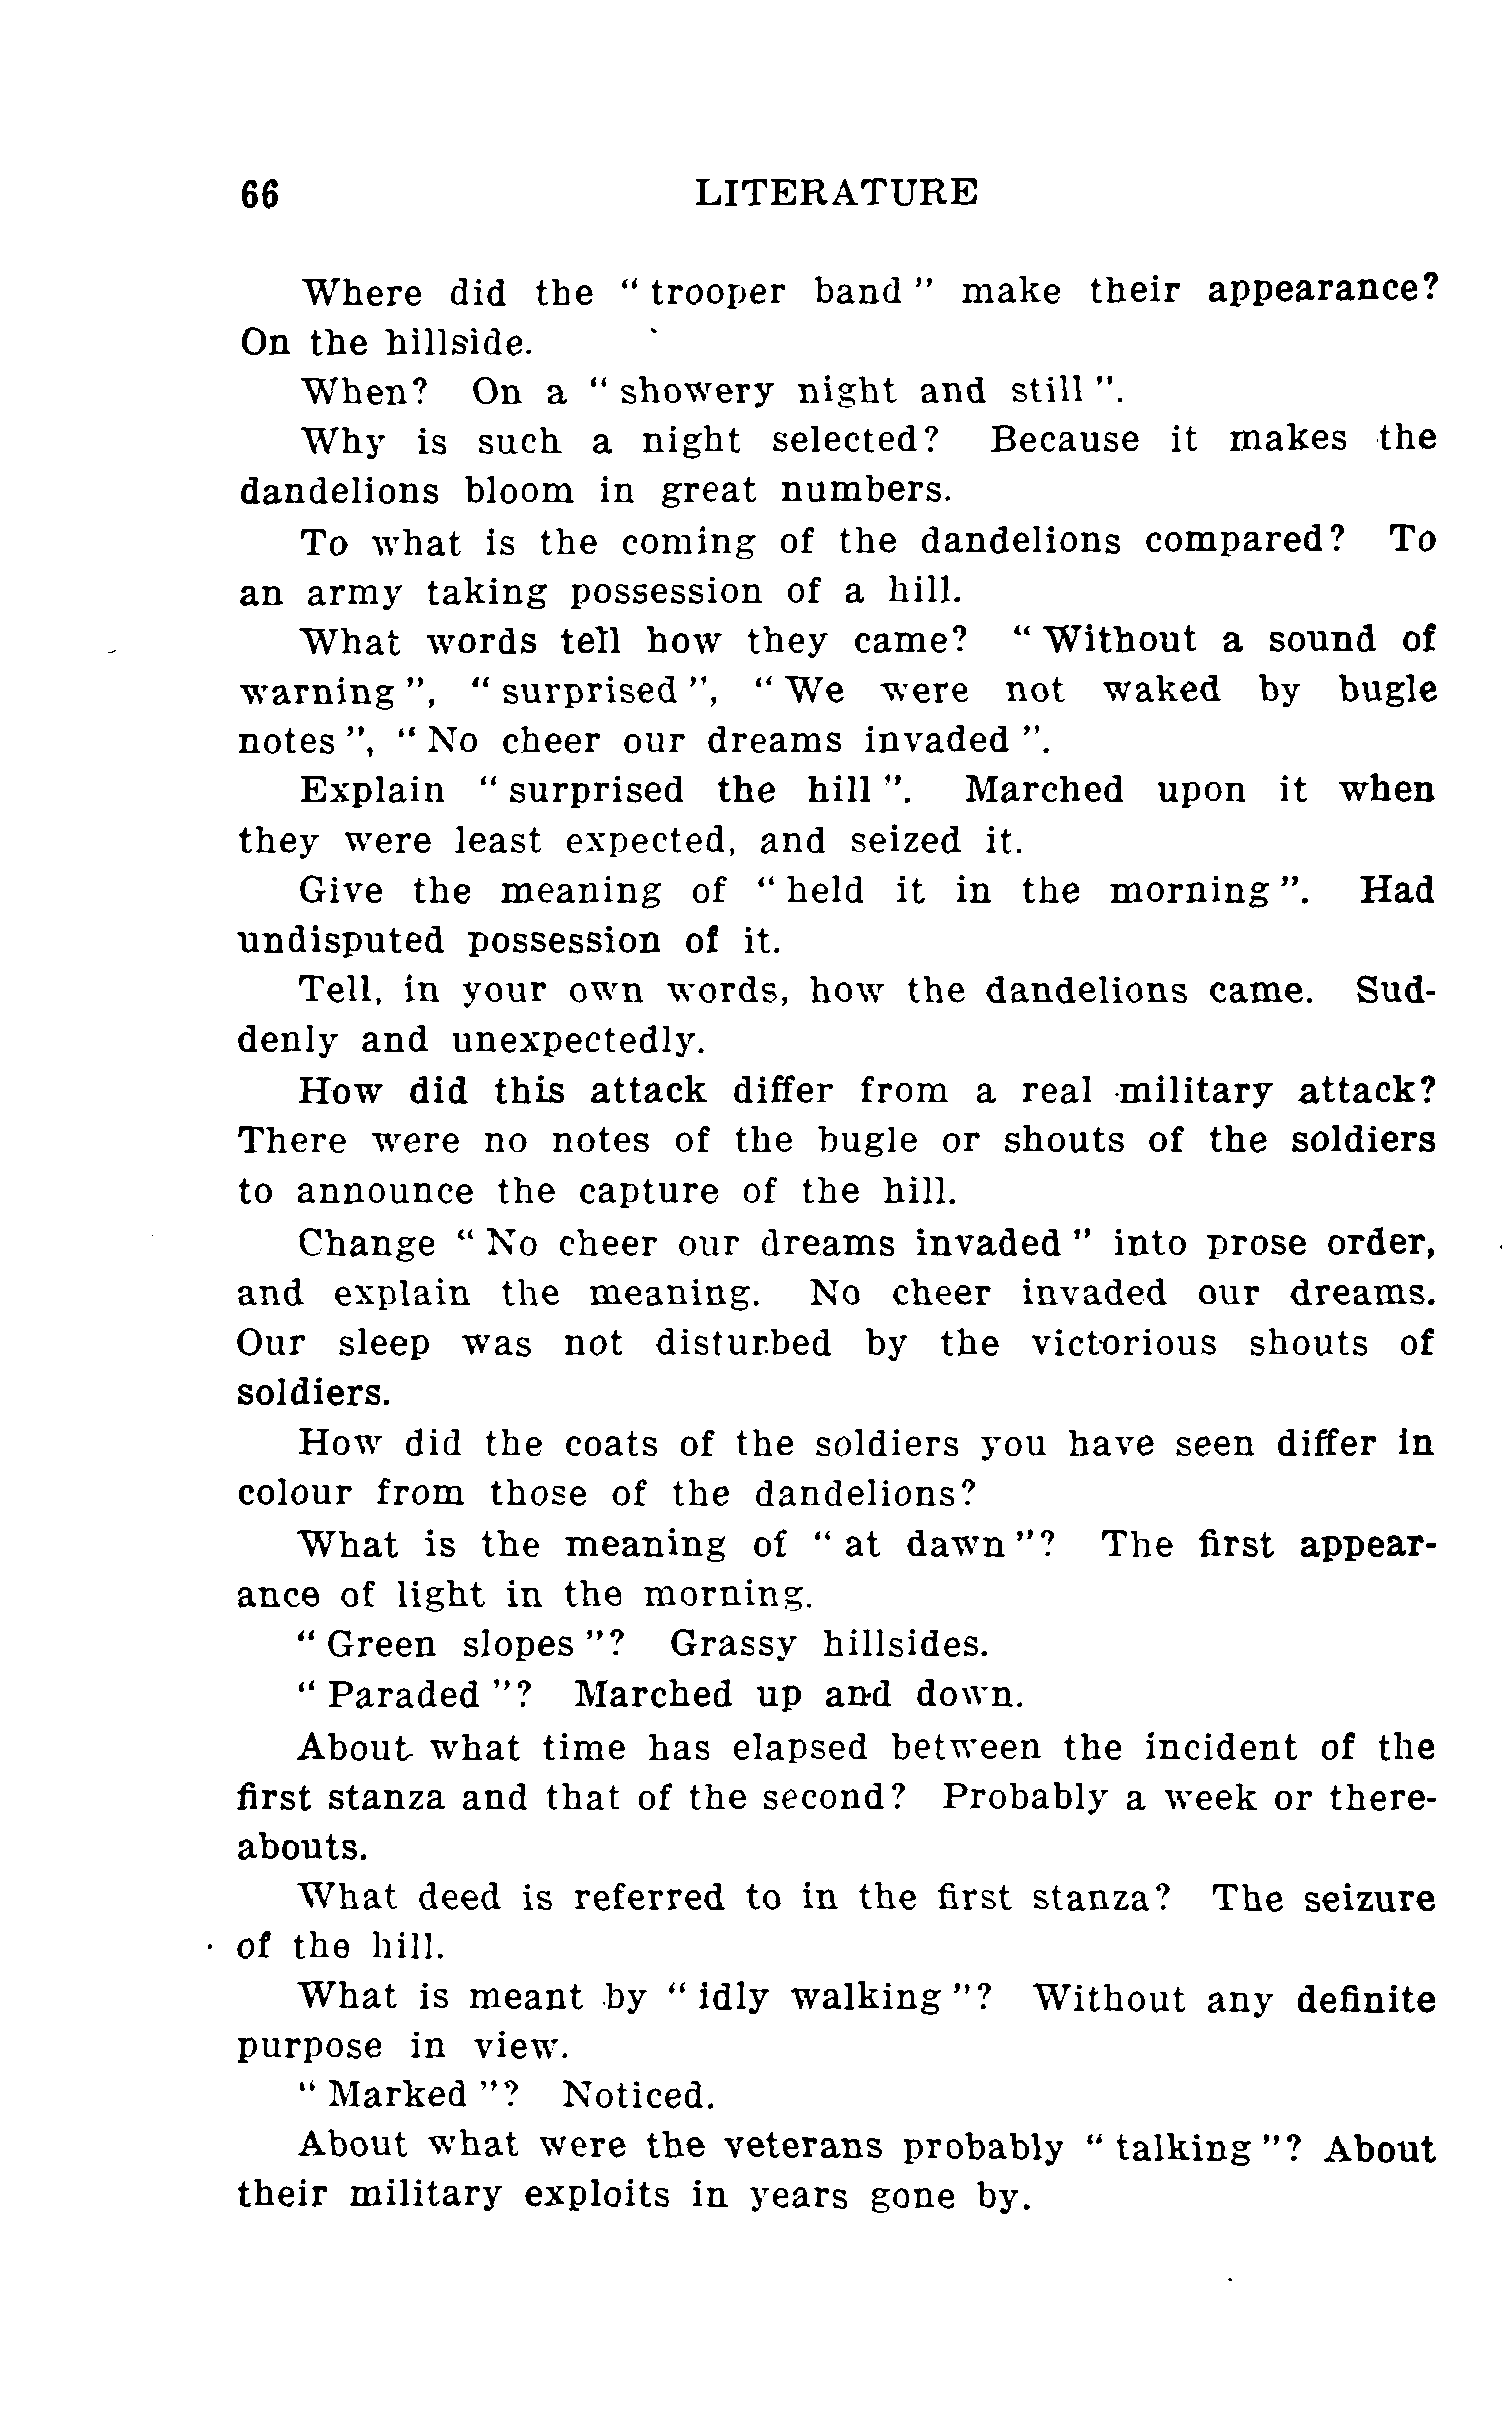 66 LITERATURE
Where did the " trooper band " make their appearance?
On the hillside.
When? On a " showery night and still ".
Why is such a night selected? Because it makes the
dandelions bloom in great numbers.
To what is the coming of the dandelions compared? To
an army taking possession of a hill.
What words tell how they came? " Without a sound of
warning ", " surprised ", " We were not waked by bugle
notes ", " No cheer our dreams invaded ".
Explain " surprised the hill ". Marched upon it when
they were least expected, and seized it.
Give the meaning of " held it in the morning ". Had
undisputed possession of it.
Tell, in your own words, how the dandelions came. Sud-
denly and unexpectedly.
How did this attack differ from a real military attack?
There were no notes of the bugle or shouts of the soldiers
to announce the capture of the hill.
Change " No cheer our dreams invaded " into prose order,
and explain the meaning. No cheer invaded our dreams.
Our sleep was not disturbed by the victorious shouts of
soldiers.
How did the coats of the soldiers you have seen differ in
colour from those of the dandelions?
What is the meaning of " at dawn "? The first appear-
ance of light in the morning.
" Green slopes "? Grassy hillsides.
" Paraded "? Marched up and down.
About what time has elapsed between the incident of the
first stanza and that of the second? Probably a week or there-
abouts.
What deed is referred to in the first stanza? The seizure
of the hill.
What is meant by " idly walking "? Without any definite
purpose in view.
" Marked "? Noticed.
About what were the veterans probably " talking "? About
their military exploits in years gone by.